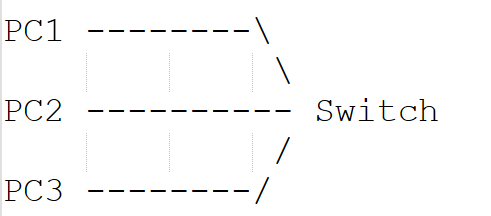 PC1 --------\
\
PC2 ---------- Switch
/
PC3 --------/